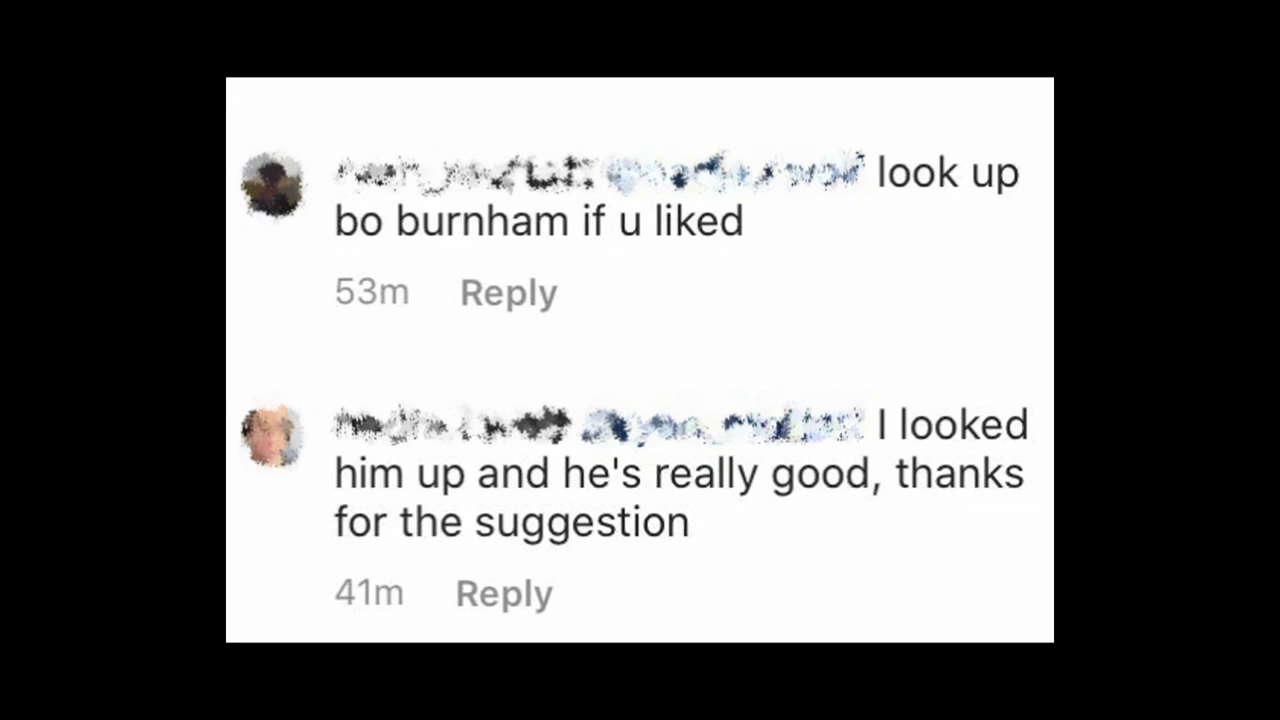 look up
bo burnham if u liked
53m Reply
I looked
him up and he's really good, thanks
for the suggestion
41m Reply